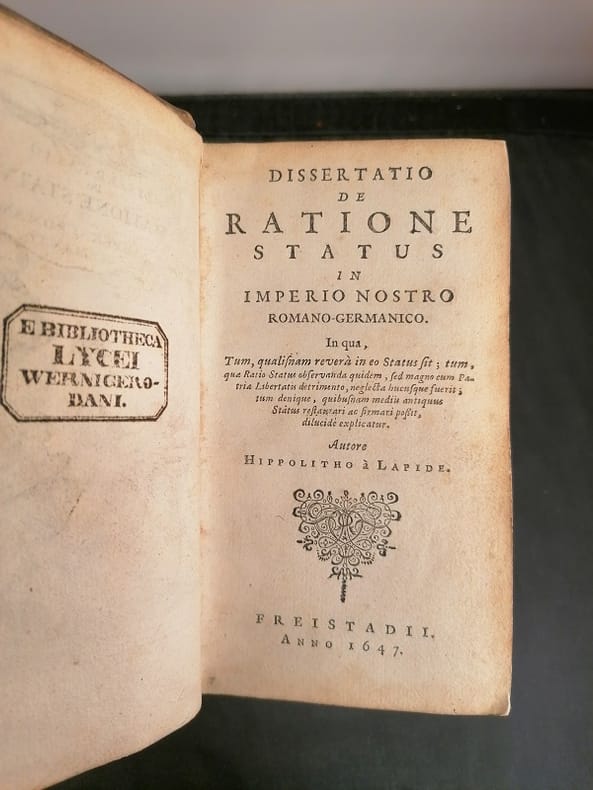 E BIBLIOTHECA
LYCEI
WERNIGERO-
DANI.
DISSERTATIO
DE
RATIONE
STATUS
IN
IMPERIO NOSTRO
ROMANO-GERMANICO.
In qua,
Tum, qualisnam reverà in eo Status sit; tum,
quæ Ratio Status observanda quidem, sed magno cum Pa-
triæ Libertatis detrimento, neglecta hucusque fuerit;
tum denique, quibusnam mediis antiquus
Status restaurari ac firmari possit,
dilucidè explicatur.
Autore
HIPPOLITHO à LAPIDE.
FREISTADII.
ANNO 1647.